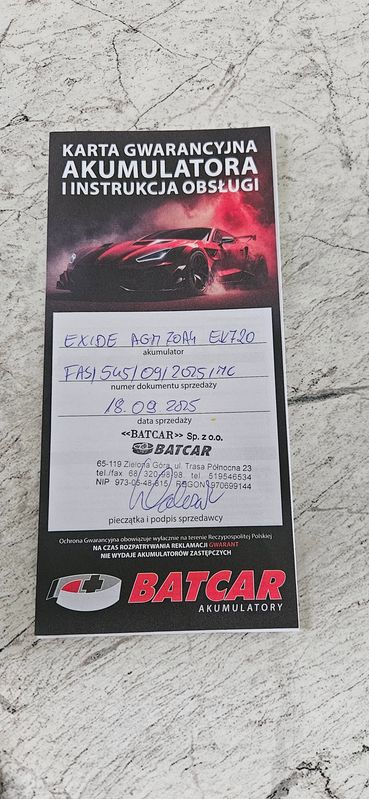 KARTA GWARANCYJNA
AKUMULATORA
I INSTRUKCJA OBSŁUGI
EXIDE AGM 70Ah EK720
akumulator
FAS/545/09/2025/MC
numer dokumentu sprzedaży
18.09.2025
data sprzedaży
<<BATCAR>> Sp. z o.o.
BATCAR
65-119 Zielona Góra, ul. Trasa Północna 23
tel./fax 68/ 320-98-98 tel. 519546534
NIP 973-05-48-815 REGON 970699144
pieczątka i podpis sprzedawcy
Ochrona Gwarancyjna obowiązuje wyłącznie na terenie Rzeczypospolitej Polskiej
NA CZAS ROZPATRYWANIA REKLAMACJI GWARANT
NIE WYDAJE AKUMULATORÓW ZASTĘPCZYCH
BATCAR
AKUMULATORY